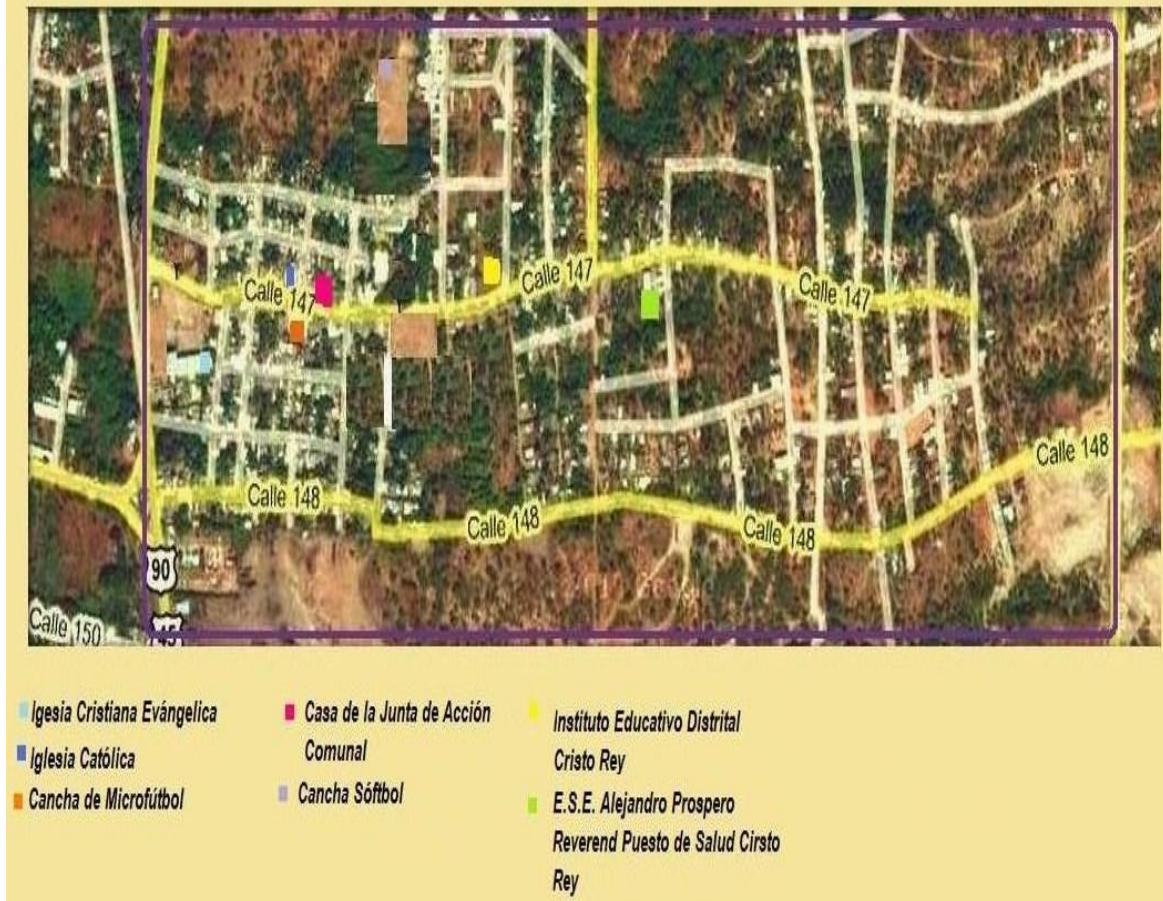 Calle 147
Calle 147
Calle 147
Calle 148
Calle 148
Calle 148
Calle 148
90
45
Calle 150
Igesia Cristiana Evángelica
Iglesia Católica
Cancha de Microfútbol
Casa de la Junta de Acción
Comunal
Cancha Sóftbol
Instituto Educativo Distrital
Cristo Rey
E.S.E. Alejandro Prospero
Reverend Puesto de Salud Cirsto
Rey